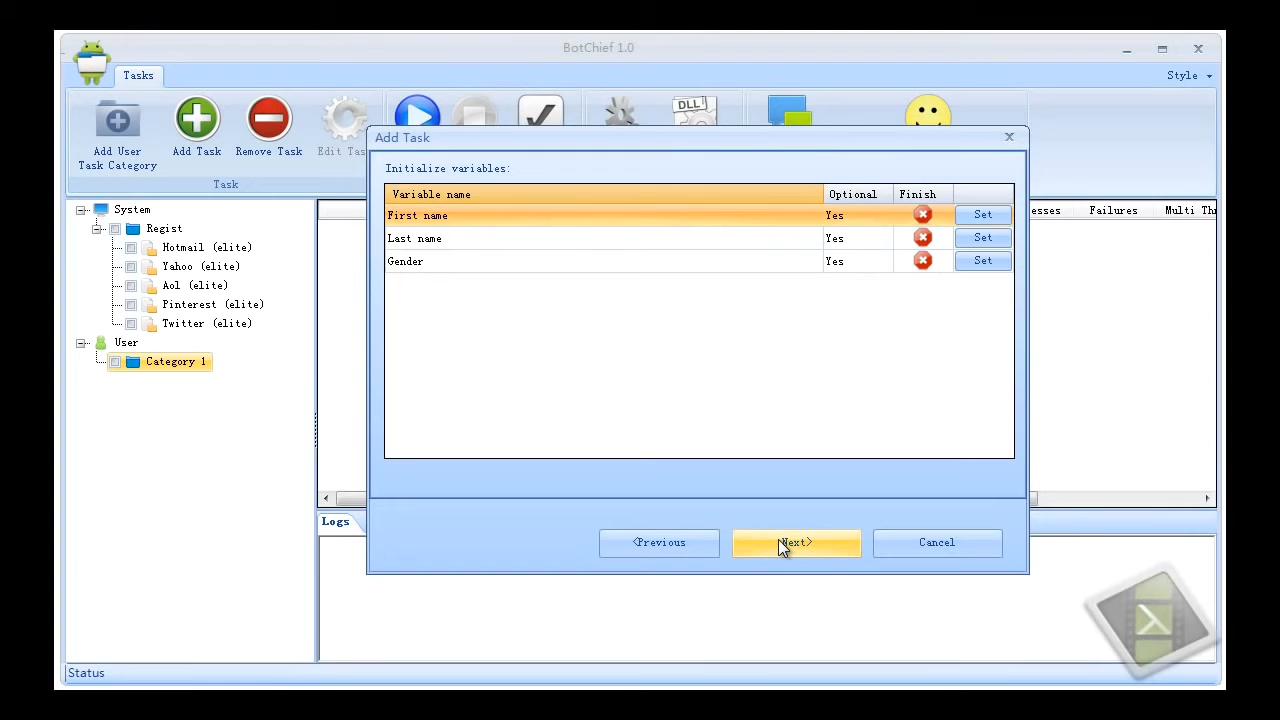 BotChief 1.0
Tasks
Style
Add User
Task Category
Add Task
Remove Task
Edit Tas
DLL
Task
Add Task
Initialize variables:
Variable name Optional Finish
First name Yes Set
Last name Yes Set
Gender Yes Set
<Previous
Next>
Cancel
System
Regist
Hotmail (elite)
Yahoo (elite)
Aol (elite)
Pinterest (elite)
Twitter (elite)
User
Category 1
esses Failures Multi Thr
Logs
Status